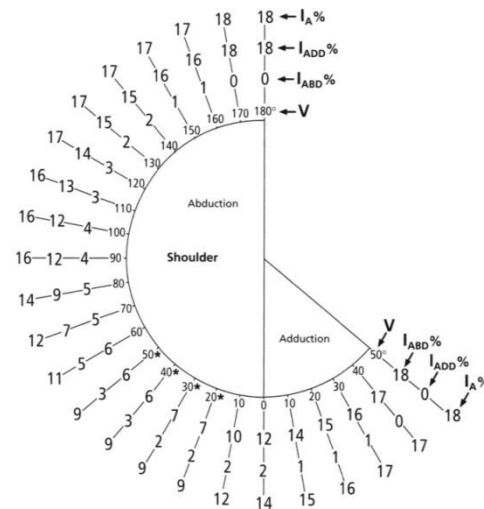 18 ← I_A%
18 ← I_ADD%
0 ← I_ABD%
180° ← V
18 18 0 170
17 16 1 160
17 16 1 150
17 15 2 140
17 15 2 130
17 14 3 120
16 13 3 110
16 12 4 100
16 12 4 90
14 9 5 80
12 7 5 70
11 5 6 60
9 3 6 50*
9 3 6 40*
9 2 7 30*
9 2 7 20*
12 2 10 10
Abduction
Shoulder
Adduction
0 12 2 14
10 14 1 15
20 15 1 16
30 16 1 17
40 17 0 17
50° 18 0 18
V
I_ABD%
I_ADD%
I_A%